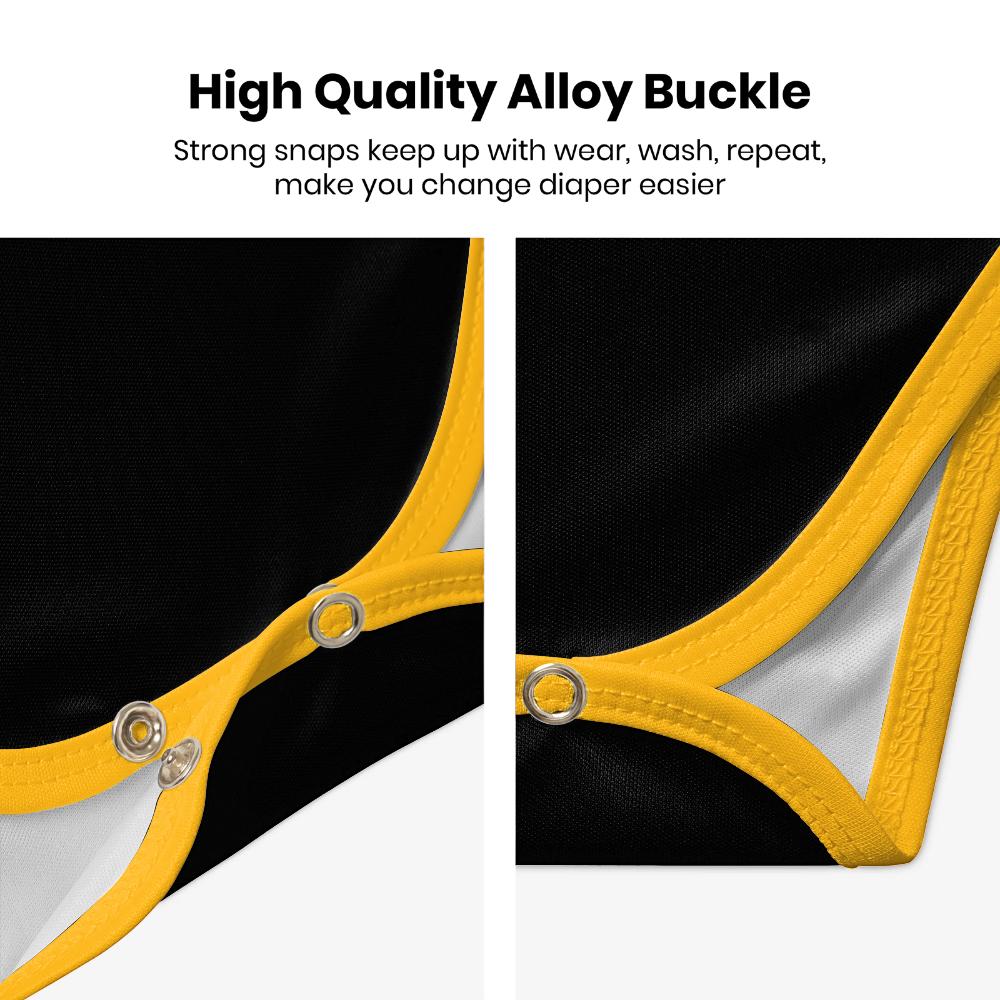 High Quality Alloy Buckle
Strong snaps keep up with wear, wash, repeat,
make you change diaper easier